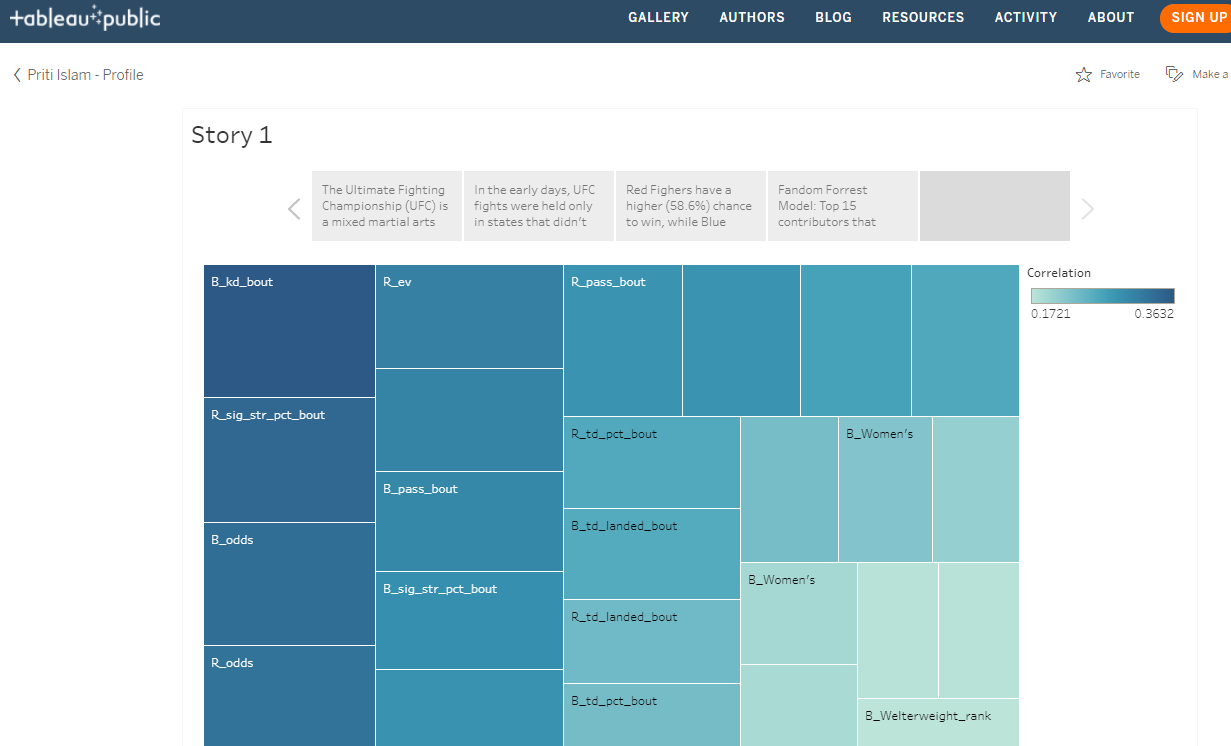 +ableau public
GALLERY AUTHORS BLOG RESOURCES ACTIVITY ABOUT SIGN UP
Priti Islam - Profile
Favorite
Make a
Story 1
The Ultimate Fighting
Championship (UFC) is
a mixed martial arts
In the early days, UFC
fights were held only
in states that didn’t
Red Fighers have a
higher (58.6%) chance
to win, while Blue
Fandom Forrest
Model: Top 15
contributors that
B_kd_bout
R_sig_str_pct_bout
B_odds
R_odds
R_ev
B_pass_bout
B_sig_str_pct_bout
R_pass_bout
R_td_pct_bout
B_td_landed_bout
R_td_landed_bout
B_td_pct_bout
B_Women’s
B_Women’s
B_Welterweight_rank
Correlation
0.1721 0.3632